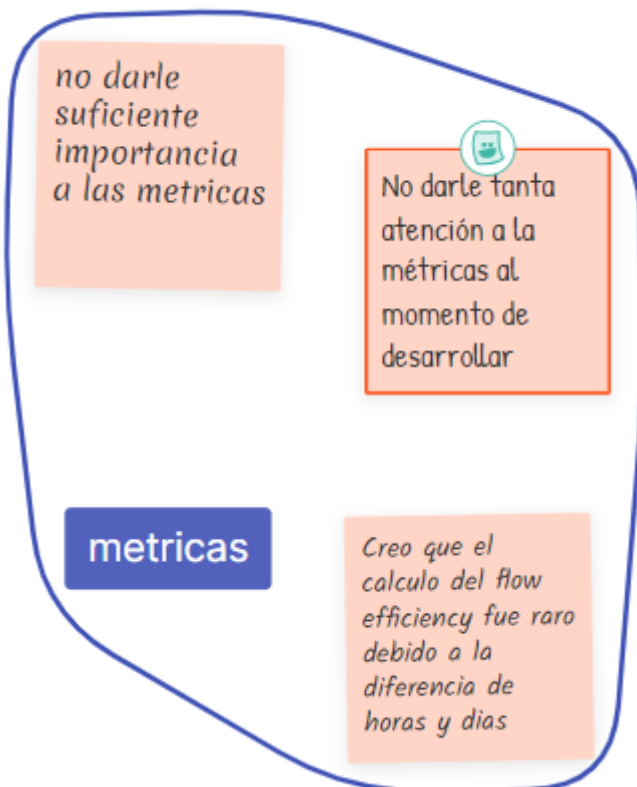 no darle
suficiente
importancia
a las metricas
No darle tanta
atención a la
métricas al
momento de
desarrollar
metricas
Creo que el
calculo del flow
efficiency fue raro
debido a la
diferencia de
horas y dias